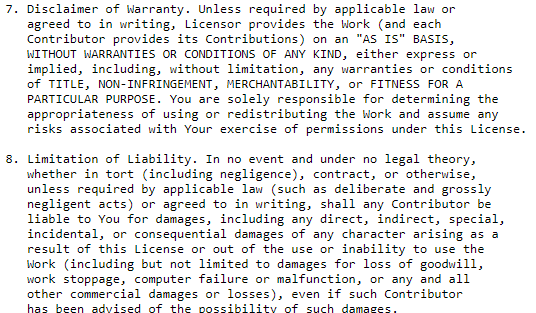 7. Disclaimer of Warranty. Unless required by applicable law or
agreed to in writing, Licensor provides the Work (and each
Contributor provides its Contributions) on an "AS IS" BASIS,
WITHOUT WARRANTIES OR CONDITIONS OF ANY KIND, either express or
implied, including, without limitation, any warranties or conditions
of TITLE, NON-INFRINGEMENT, MERCHANTABILITY, or FITNESS FOR A
PARTICULAR PURPOSE. You are solely responsible for determining the
appropriateness of using or redistributing the Work and assume any
risks associated with Your exercise of permissions under this License.
8. Limitation of Liability. In no event and under no legal theory,
whether in tort (including negligence), contract, or otherwise,
unless required by applicable law (such as deliberate and grossly
negligent acts) or agreed to in writing, shall any Contributor be
liable to You for damages, including any direct, indirect, special,
incidental, or consequential damages of any character arising as a
result of this License or out of the use or inability to use the
Work (including but not limited to damages for loss of goodwill,
work stoppage, computer failure or malfunction, or any and all
other commercial damages or losses), even if such Contributor
has been advised of the possibility of such damages.